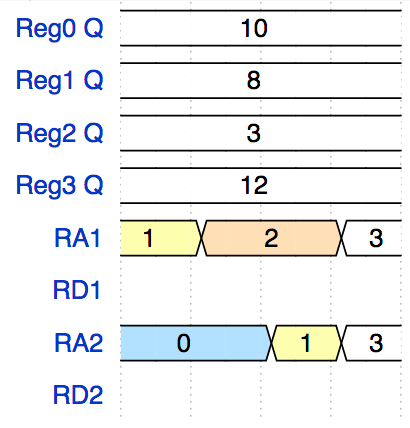 Reg0 Q 10
Reg1 Q 8
Reg2 Q 3
Reg3 Q 12
RA1 1 2 3
RD1
RA2 0 1 3
RD2